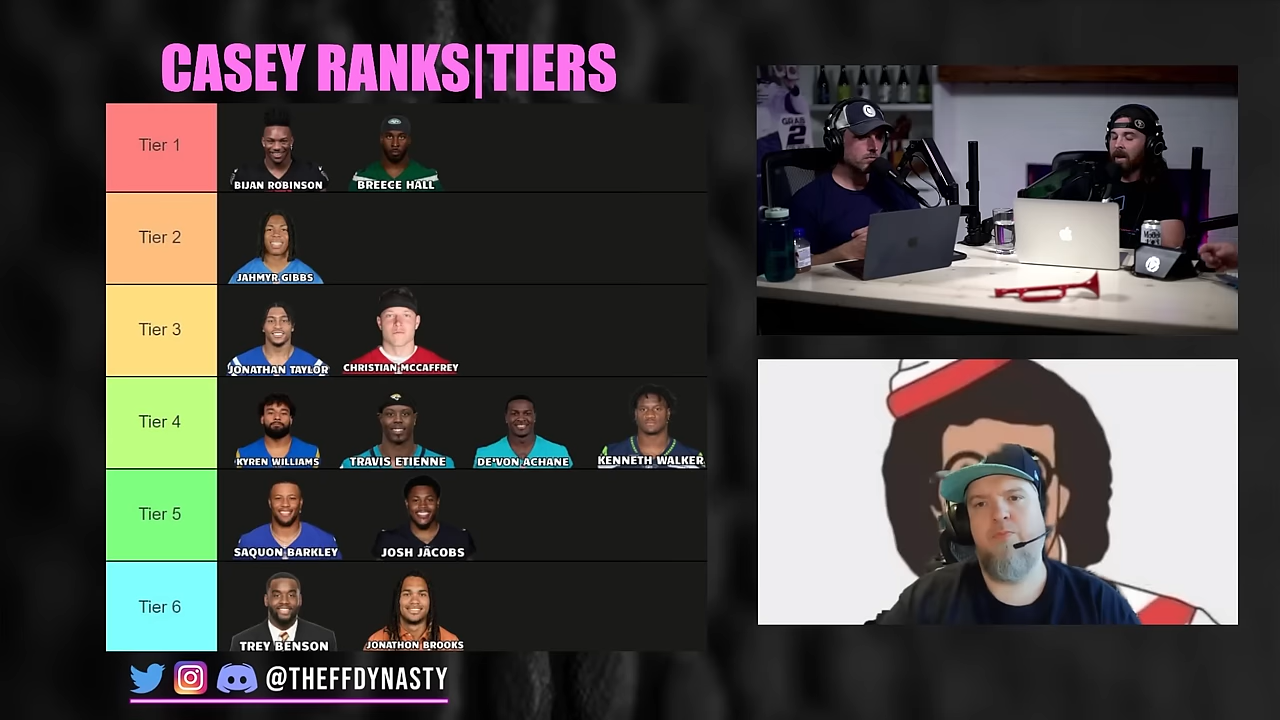 CASEY RANKS|TIERS
Tier 1
BIJAN ROBINSON
BREECE HALL
Tier 2
JAHMYR GIBBS
Tier 3
JONATHAN TAYLOR
CHRISTIAN MCCAFFREY
Tier 4
KYREN WILLIAMS
TRAVIS ETIENNE
DE'VON ACHANE
KENNETH WALKER
Tier 5
SAQUON BARKLEY
JOSH JACOBS
Tier 6
TREY BENSON
JONATHON BROOKS
@THEFFDYNASTY
GRAB
2